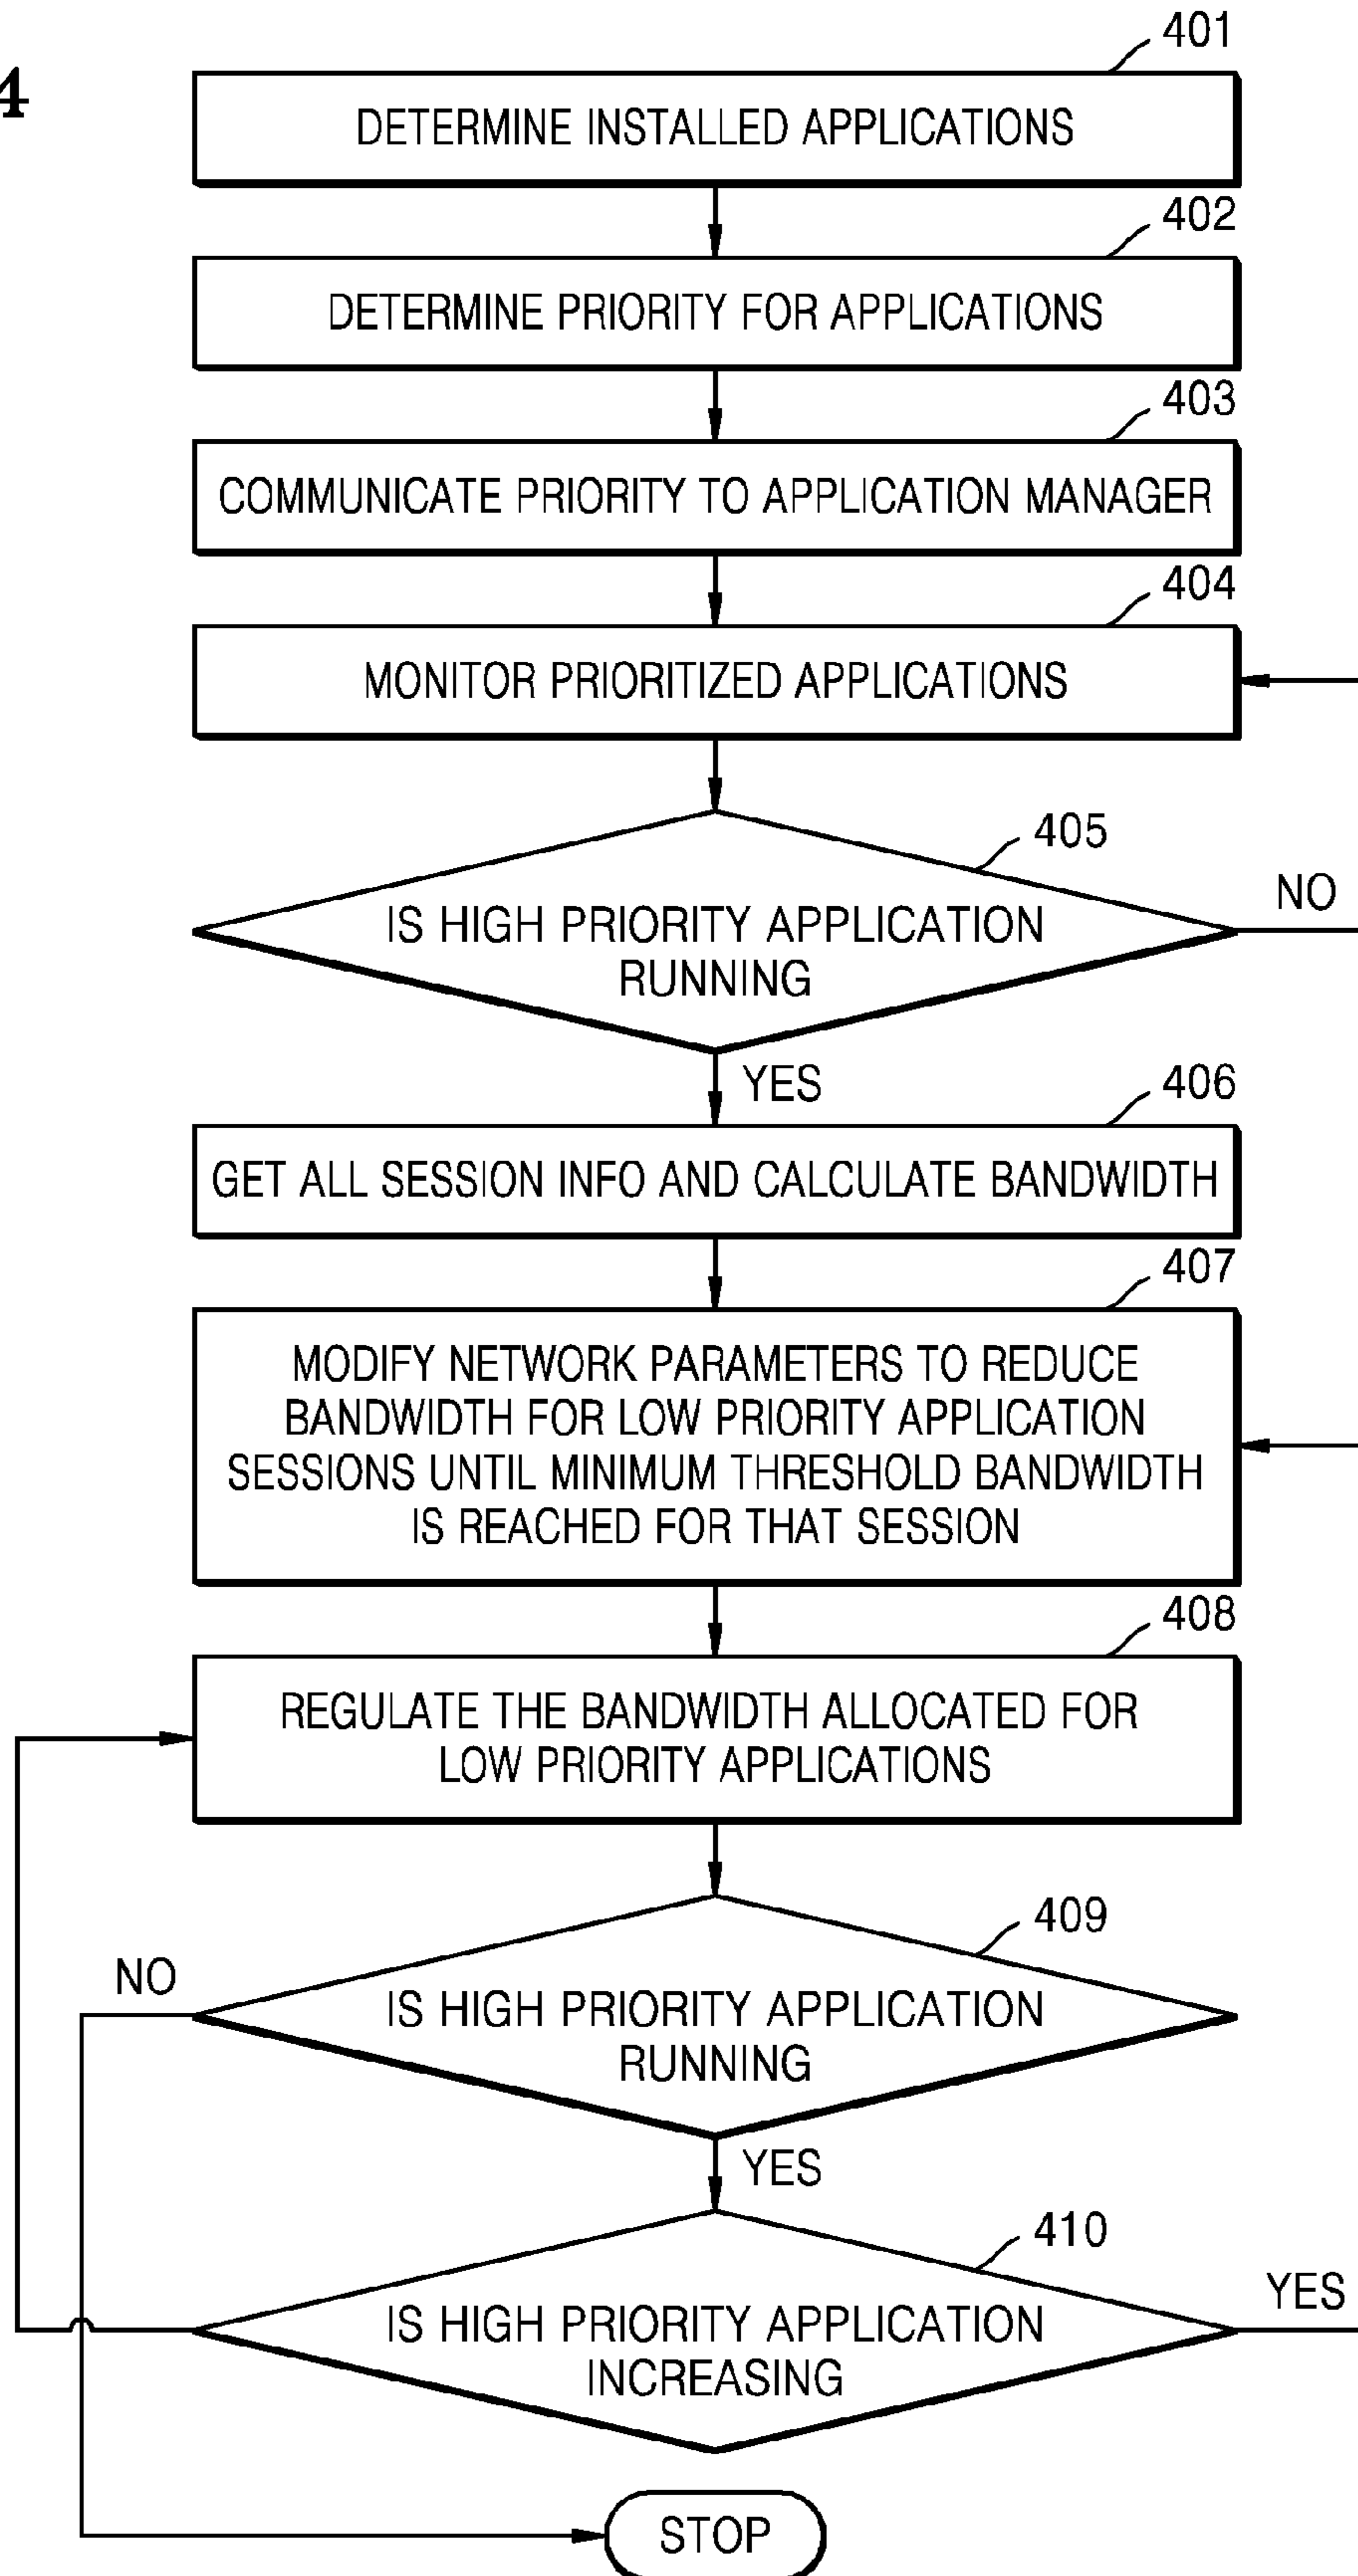 4
401
DETERMINE INSTALLED APPLICATIONS
402
DETERMINE PRIORITY FOR APPLICATIONS
403
COMMUNICATE PRIORITY TO APPLICATION MANAGER
404
MONITOR PRIORITIZED APPLICATIONS
405
IS HIGH PRIORITY APPLICATION
RUNNING
NO
YES
406
GET ALL SESSION INFO AND CALCULATE BANDWIDTH
407
MODIFY NETWORK PARAMETERS TO REDUCE
BANDWIDTH FOR LOW PRIORITY APPLICATION
SESSIONS UNTIL MINIMUM THRESHOLD BANDWIDTH
IS REACHED FOR THAT SESSION
408
REGULATE THE BANDWIDTH ALLOCATED FOR
LOW PRIORITY APPLICATIONS
409
NO
IS HIGH PRIORITY APPLICATION
RUNNING
YES
410
IS HIGH PRIORITY APPLICATION
INCREASING
YES
STOP